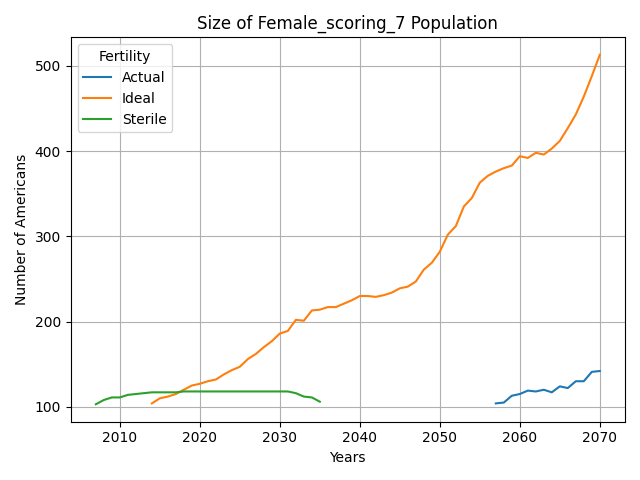 Size of Female_scoring_7 Population
Fertility
Actual
Ideal
Sterile
Number of Americans
500
400
300
200
100
2010 2020 2030 2040 2050 2060 2070
Years